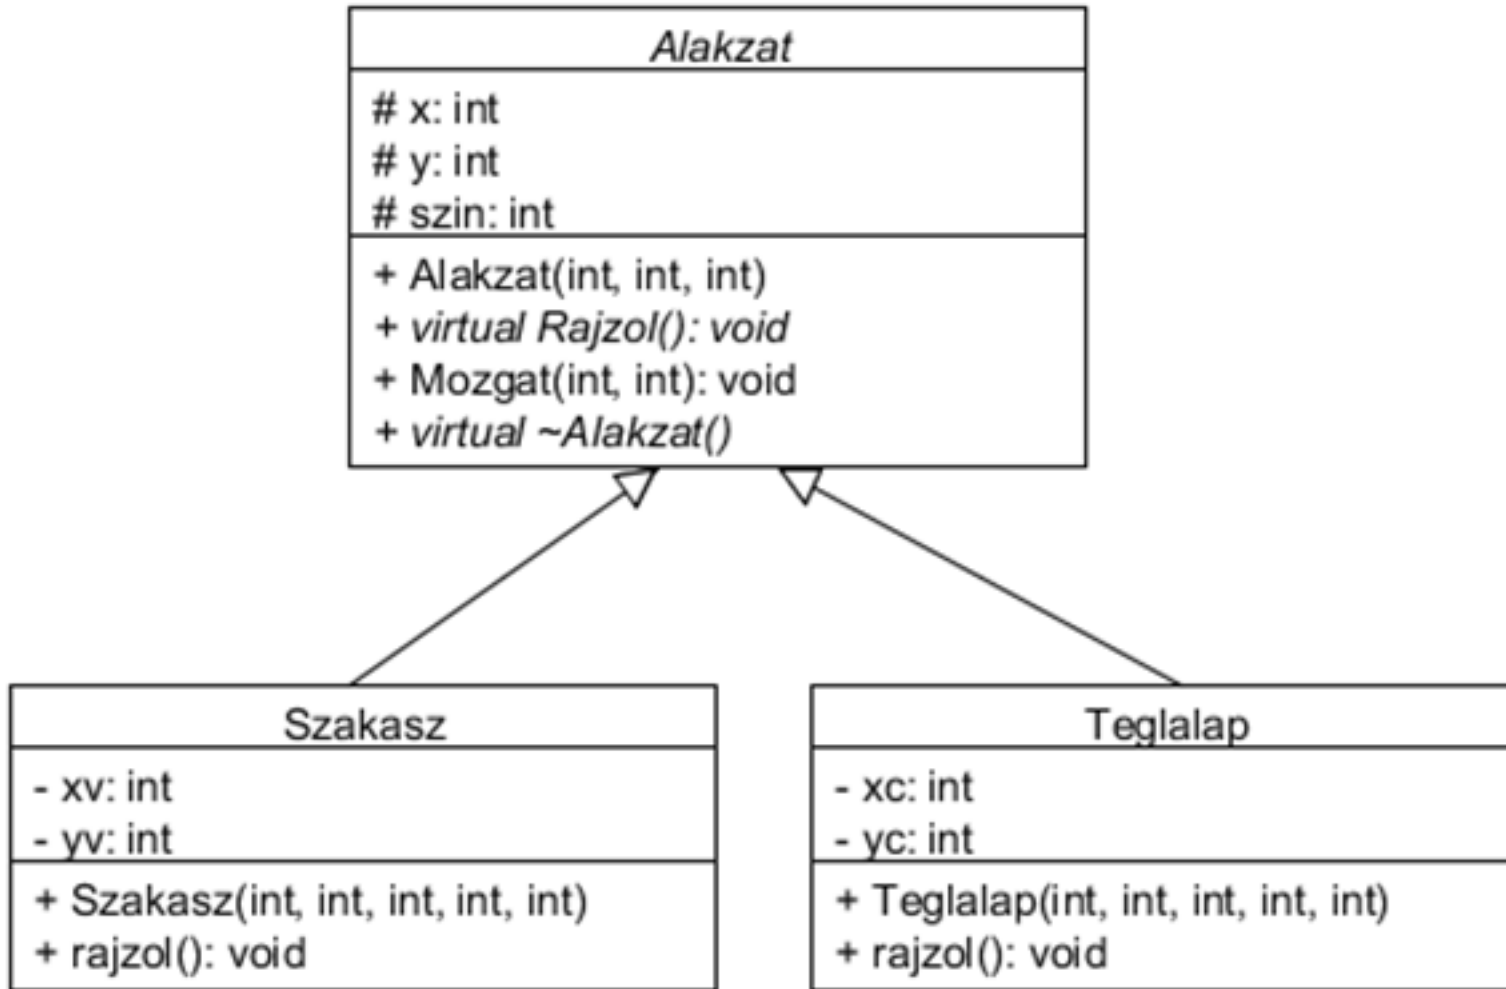 Alakzat
# x: int
# y: int
# szin: int
+ Alakzat(int, int, int)
+ virtual Rajzol(): void
+ Mozgat(int, int): void
+ virtual ~Alakzat()
Szakasz
- xv: int
- yv: int
+ Szakasz(int, int, int, int, int)
+ rajzol(): void
Teglalap
- xc: int
- yc: int
+ Teglalap(int, int, int, int, int)
+ rajzol(): void